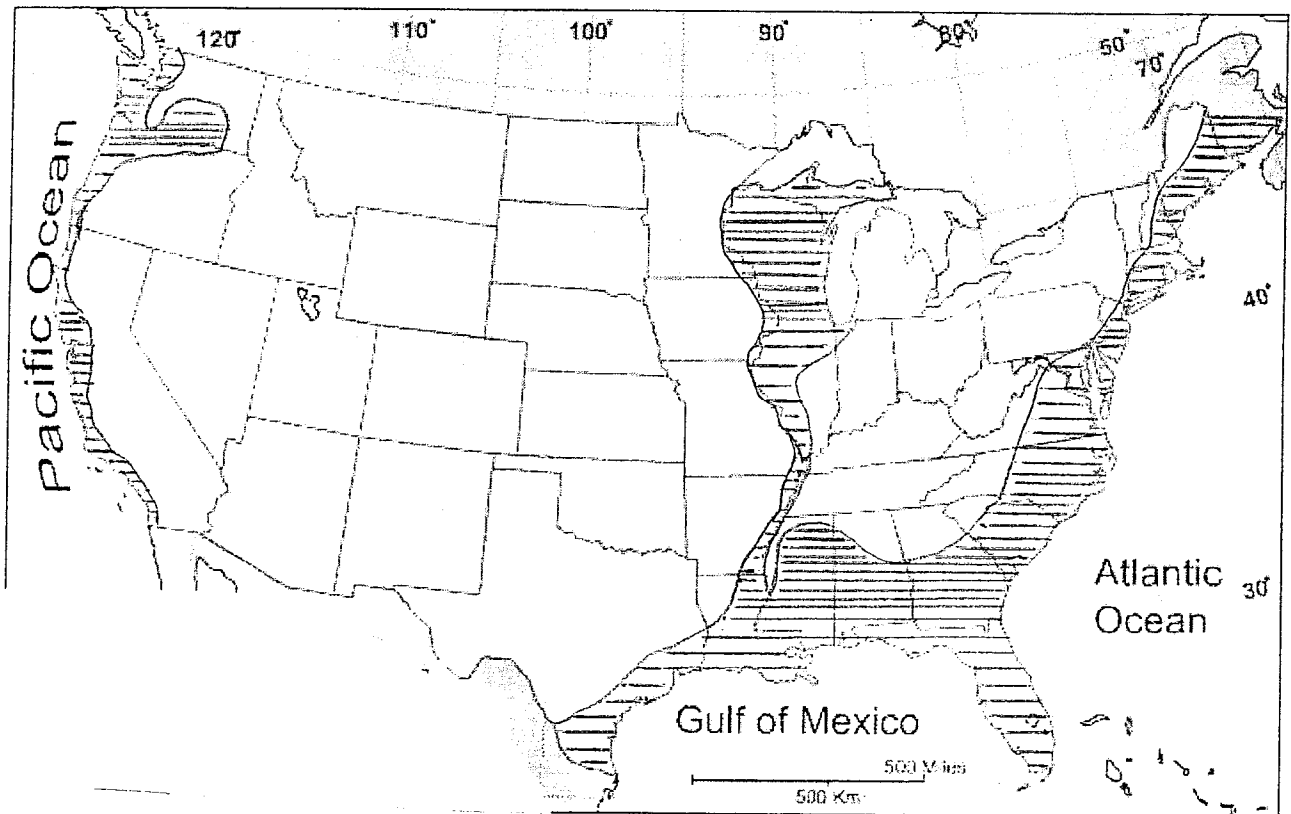 120°
110°
100°
90°
80°
50°
70°
Pacific Ocean
40°
Atlantic
Ocean
30°
Gulf of Mexico
500 Miles
500 Km